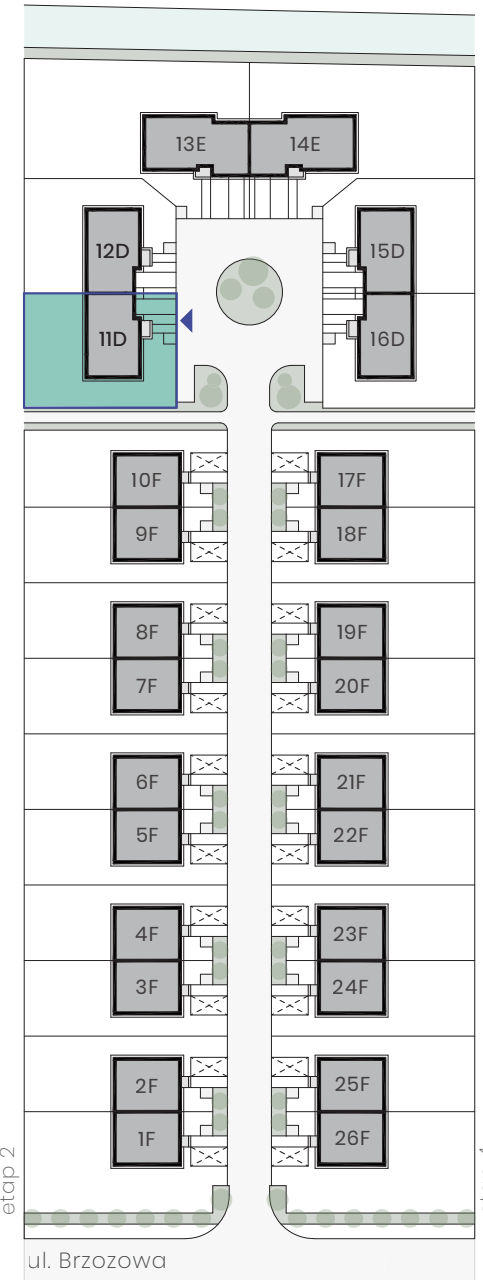 13E 14E
12D 15D
11D 16D
10F 17F
9F 18F
8F 19F
7F 20F
6F 21F
5F 22F
4F 23F
3F 24F
2F 25F
1F 26F
etap 2
ul. Brzozowa